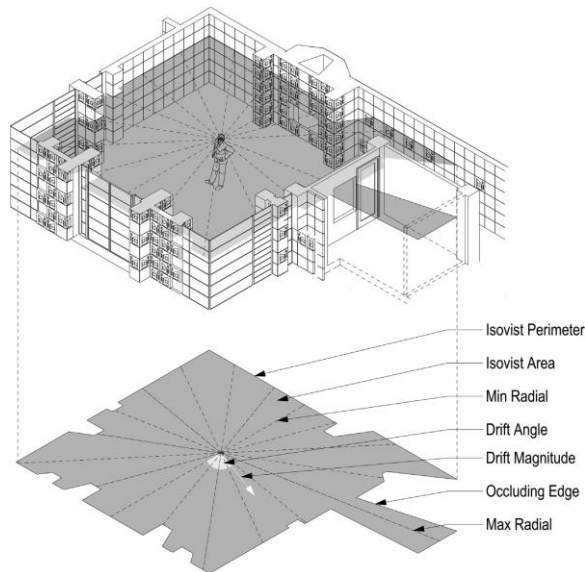 Isovist Perimeter
Isovist Area
Min Radial
Drift Angle
Drift Magnitude
Occluding Edge
Max Radial